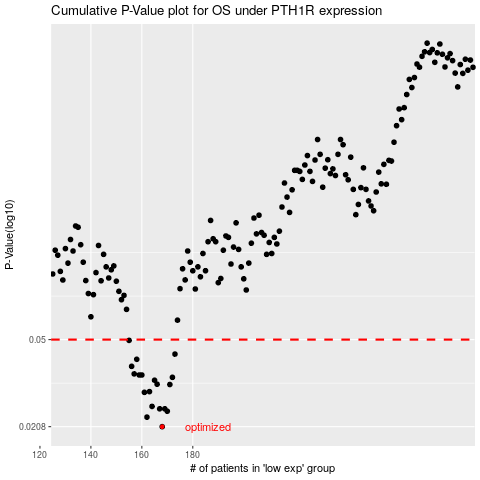 Cumulative P-Value plot for OS under PTH1R expression
P-Value(log10)
0.05
0.0208
optimized
120 140 160 180
# of patients in 'low exp' group